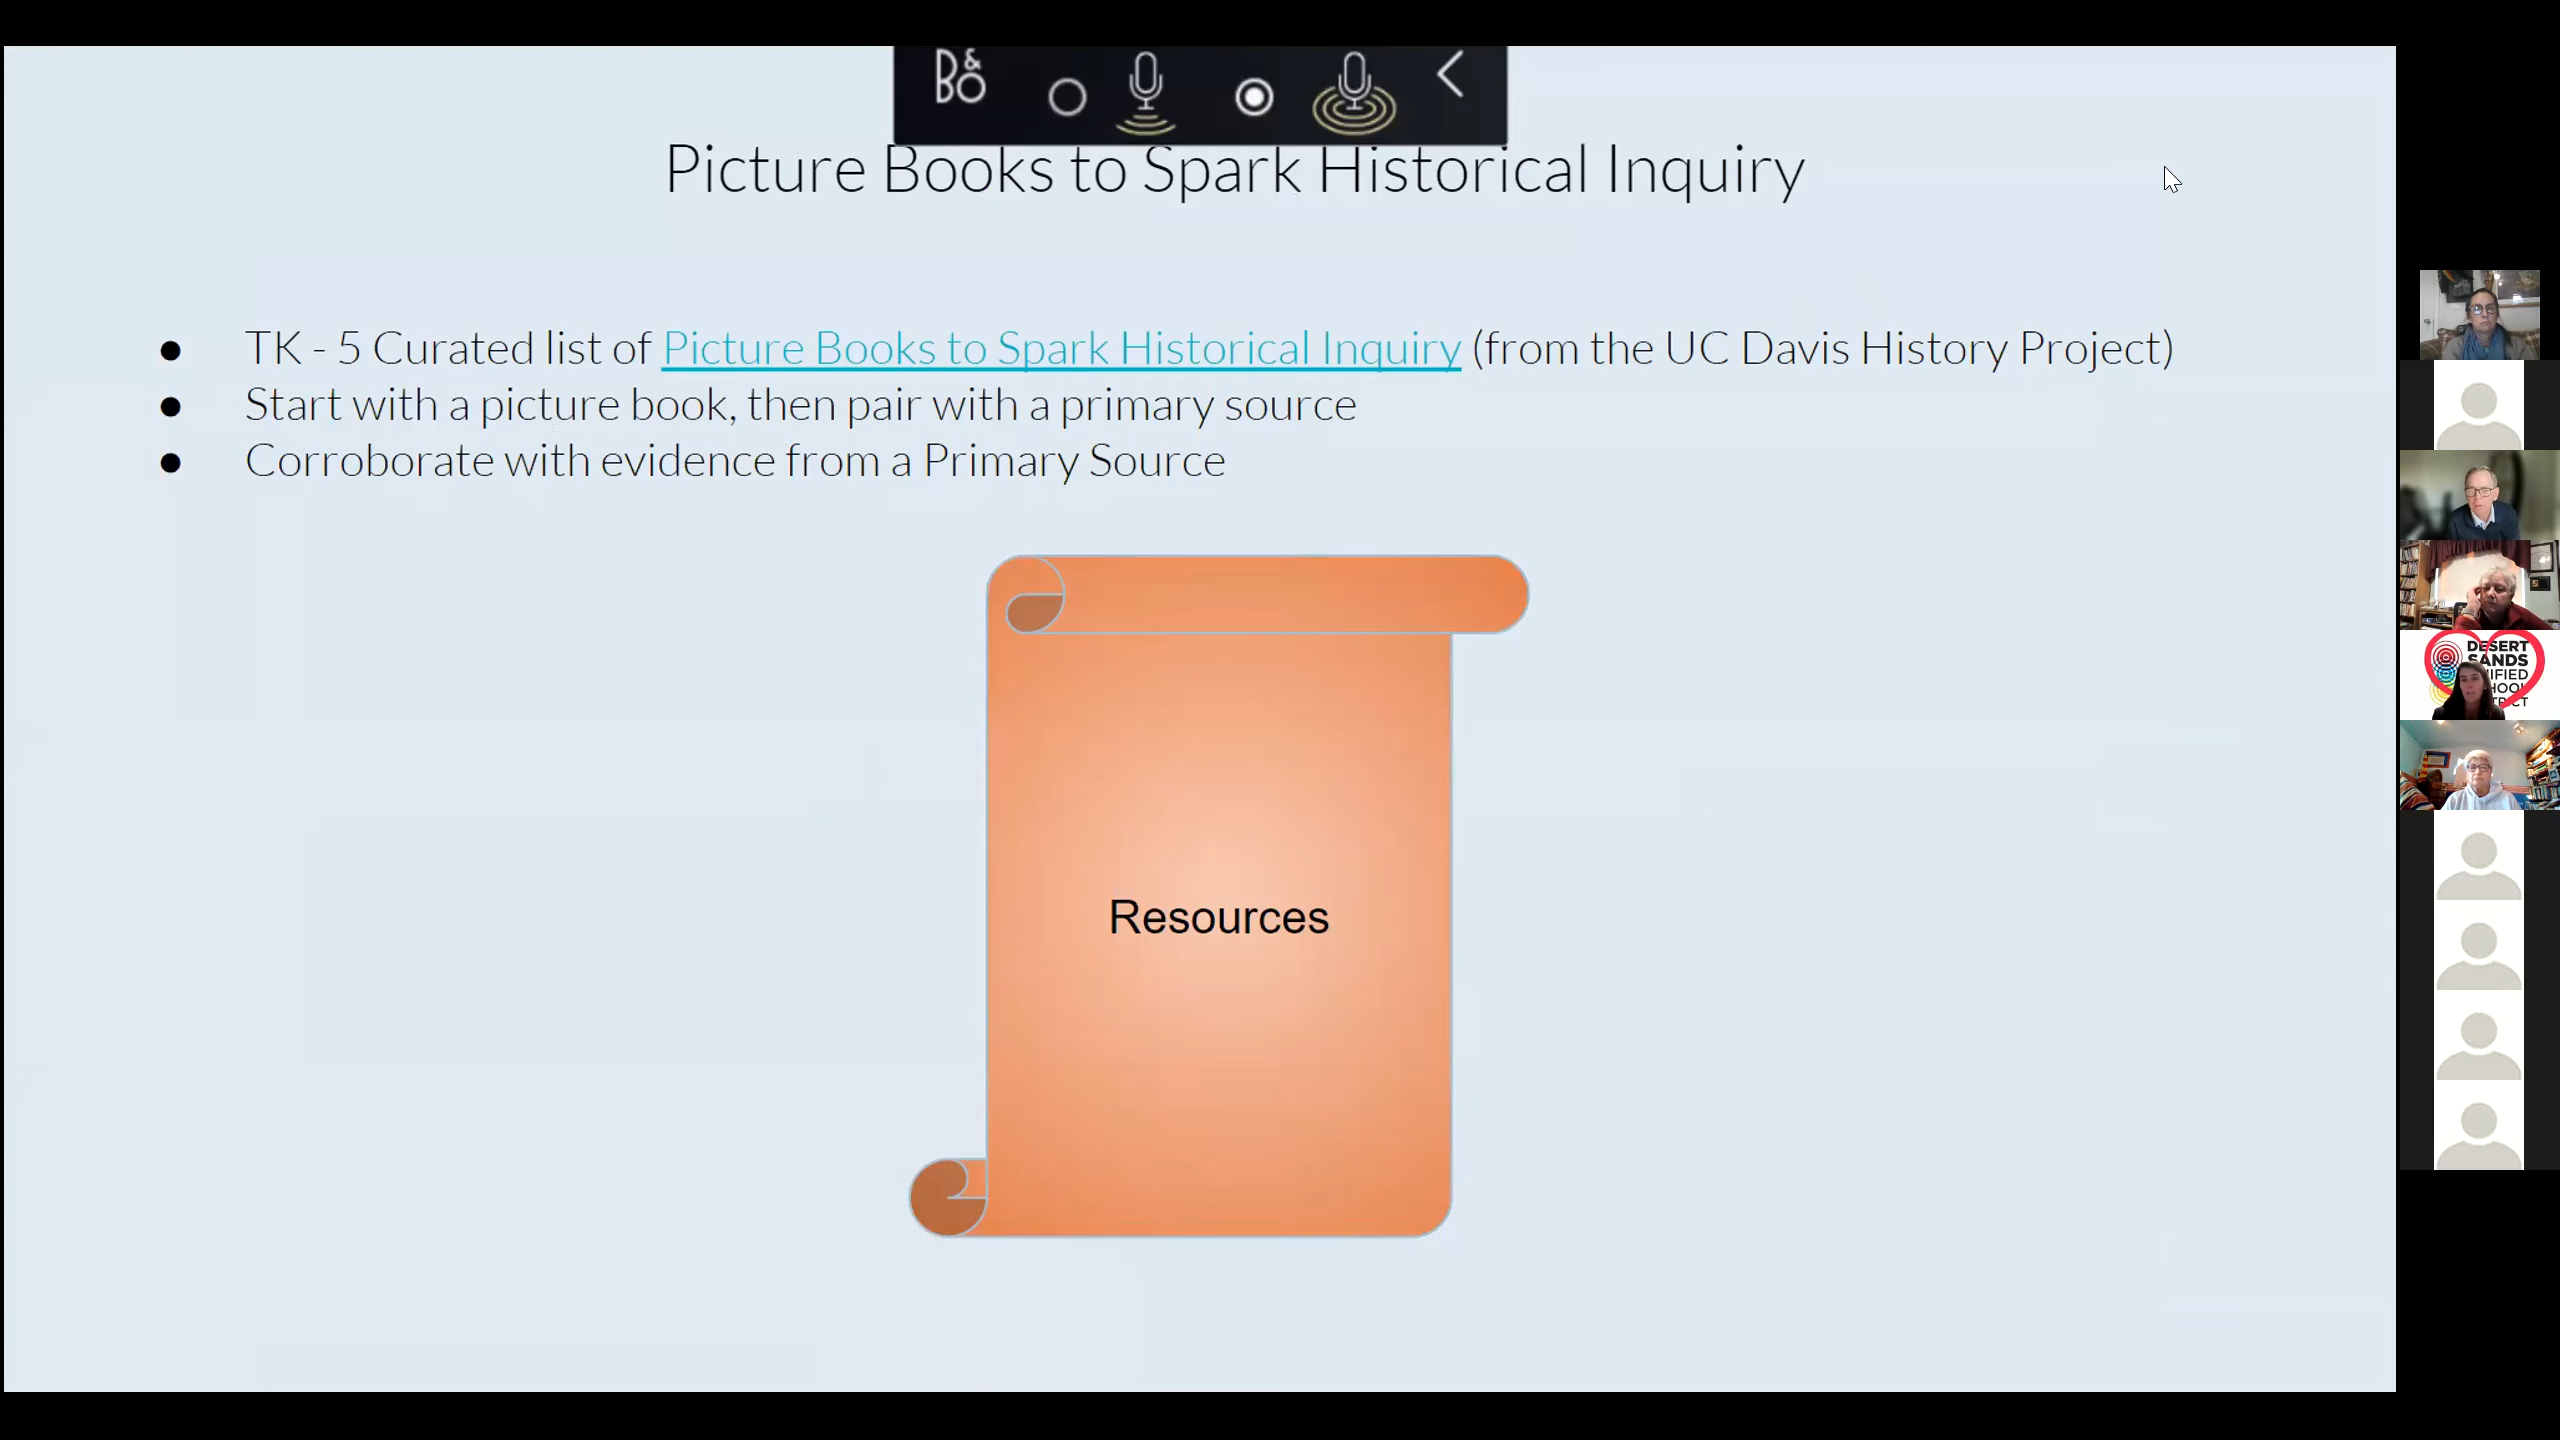 B&O
Picture Books to Spark Historical Inquiry
● TK - 5 Curated list of Picture Books to Spark Historical Inquiry (from the UC Davis History Project)
● Start with a picture book, then pair with a primary source
● Corroborate with evidence from a Primary Source
Resources
DESERT
SANDS